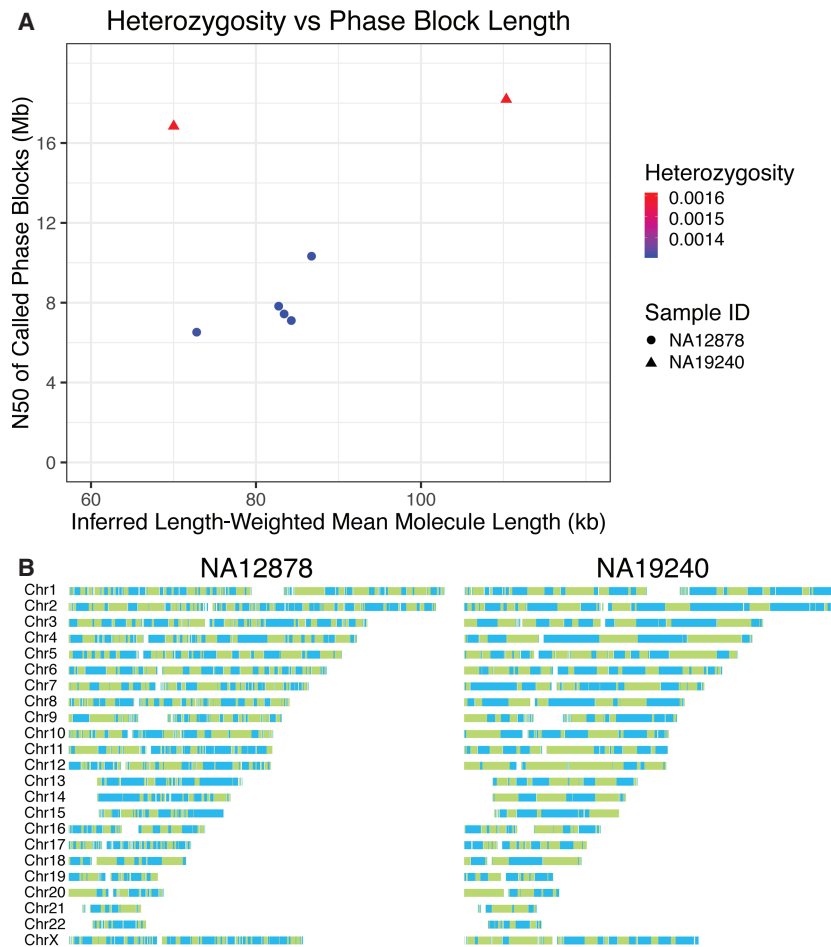 A
Heterozygosity vs Phase Block Length
N50 of Called Phase Blocks (Mb)
16
12
8
4
0
60
80
100
Inferred Length-Weighted Mean Molecule Length (kb)
Heterozygosity
0.0016
0.0015
0.0014
Sample ID
NA12878
NA19240
B
NA12878
NA19240
Chr1
Chr2
Chr3
Chr4
Chr5
Chr6
Chr7
Chr8
Chr9
Chr10
Chr11
Chr12
Chr13
Chr14
Chr15
Chr16
Chr17
Chr18
Chr19
Chr20
Chr21
Chr22
ChrX